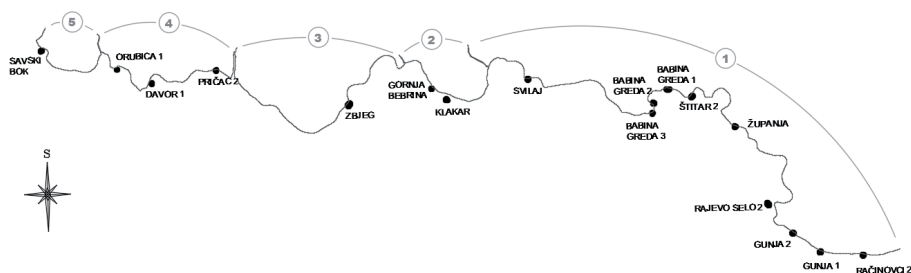 5
4
3
2
1
SAVSKI
BOK
ORUBICA 1
DAVOR 1
PRIČAC 2
ZBJEG
GORNJA
BEBRINA
KLAKAR
SVILAJ
BABINA
GREDA 2
BABINA
GREDA 1
BABINA
GREDA 3
ŠTITAR 2
ŽUPANJA
RAJEVO SELO 2
GUNJA 2
GUNJA 1
RAČINOVCI 2
S